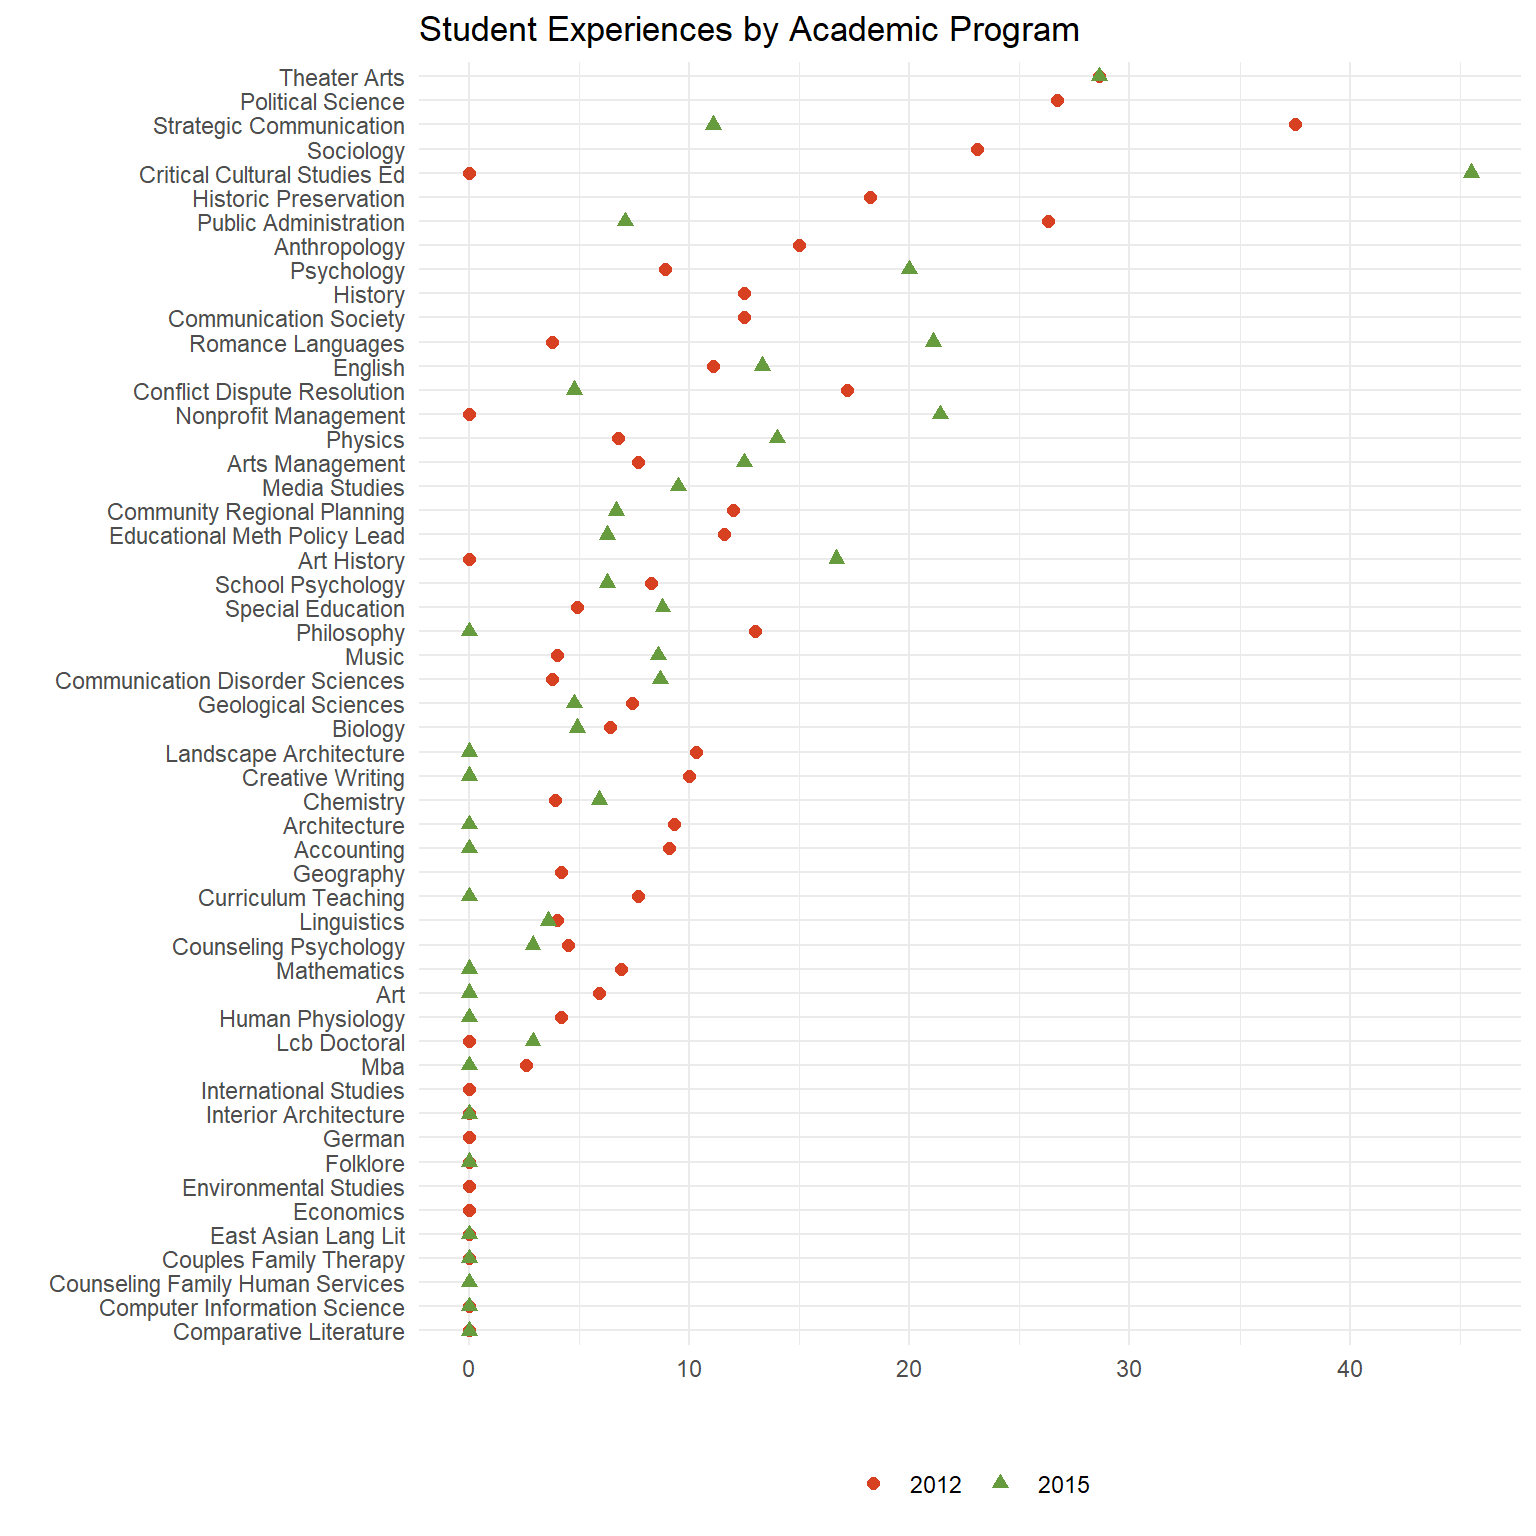 Student Experiences by Academic Program
Theater Arts
Political Science
Strategic Communication
Sociology
Critical Cultural Studies Ed
Historic Preservation
Public Administration
Anthropology
Psychology
History
Communication Society
Romance Languages
English
Conflict Dispute Resolution
Nonprofit Management
Physics
Arts Management
Media Studies
Community Regional Planning
Educational Meth Policy Lead
Art History
School Psychology
Special Education
Philosophy
Music
Communication Disorder Sciences
Geological Sciences
Biology
Landscape Architecture
Creative Writing
Chemistry
Architecture
Accounting
Geography
Curriculum Teaching
Linguistics
Counseling Psychology
Mathematics
Art
Human Physiology
Lcb Doctoral
Mba
International Studies
Interior Architecture
German
Folklore
Environmental Studies
Economics
East Asian Lang Lit
Couples Family Therapy
Counseling Family Human Services
Computer Information Science
Comparative Literature
0 10 20 30 40
2012 2015